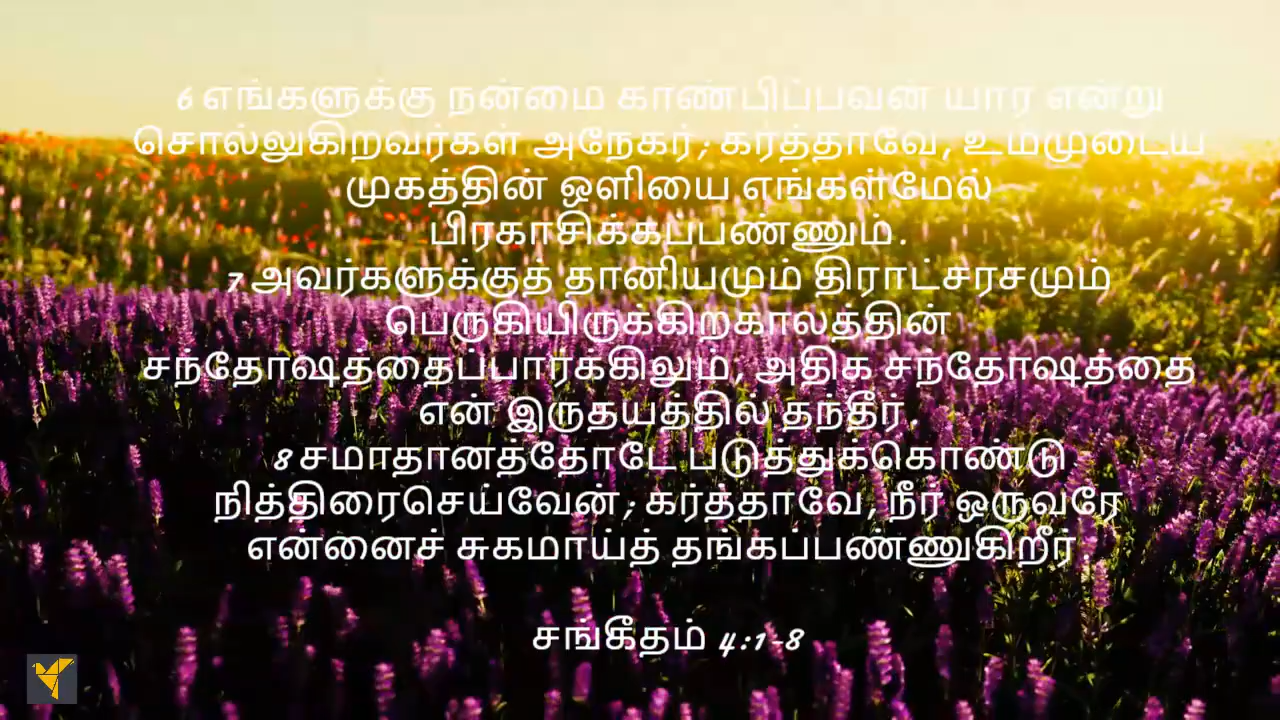 6 எங்களுக்கு நன்மை காண்பிப்பவன் யார் என்று
சொல்லுகிறவர்கள் அநேகர்; கர்த்தாவே, உம்முடைய
முகத்தின் ஒளியை எங்கள்மேல்
பிரகாசிக்கப்பண்ணும்.
7 அவர்களுக்குத் தானியமும் திராட்சரசமும்
பெருகியிருக்கிறகாலத்தின்
சந்தோஷத்தைப்பார்க்கிலும், அதிக சந்தோஷத்தை
என் இருதயத்தில் தந்தீர்.
8 சமாதானத்தோடே படுத்துக்கொண்டு
நித்திரைசெய்வேன்; கர்த்தாவே, நீர் ஒருவரே
என்னைச் சுகமாய்த் தங்கப்பண்ணுகிறீர்.
சங்கீதம் 4:1-8